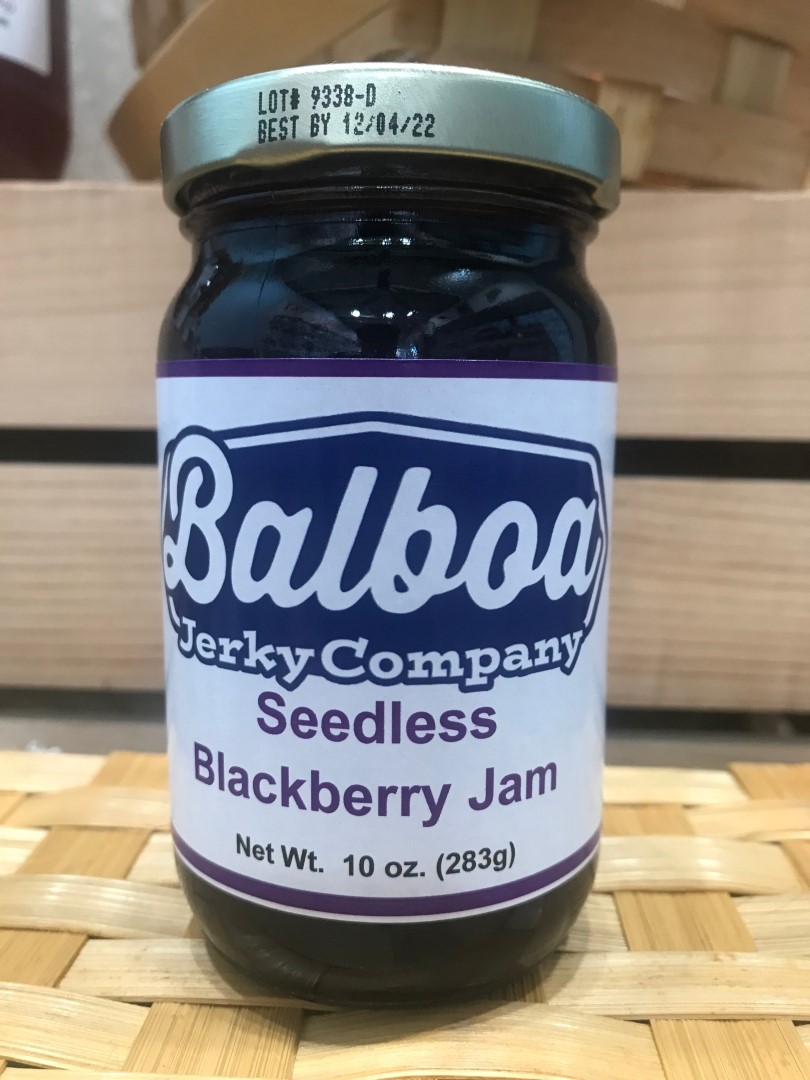 LOT# 9338-D
BEST BY 12/04/22
Balboa
Jerky Company
Seedless
Blackberry Jam
Net Wt. 10 oz. (283g)